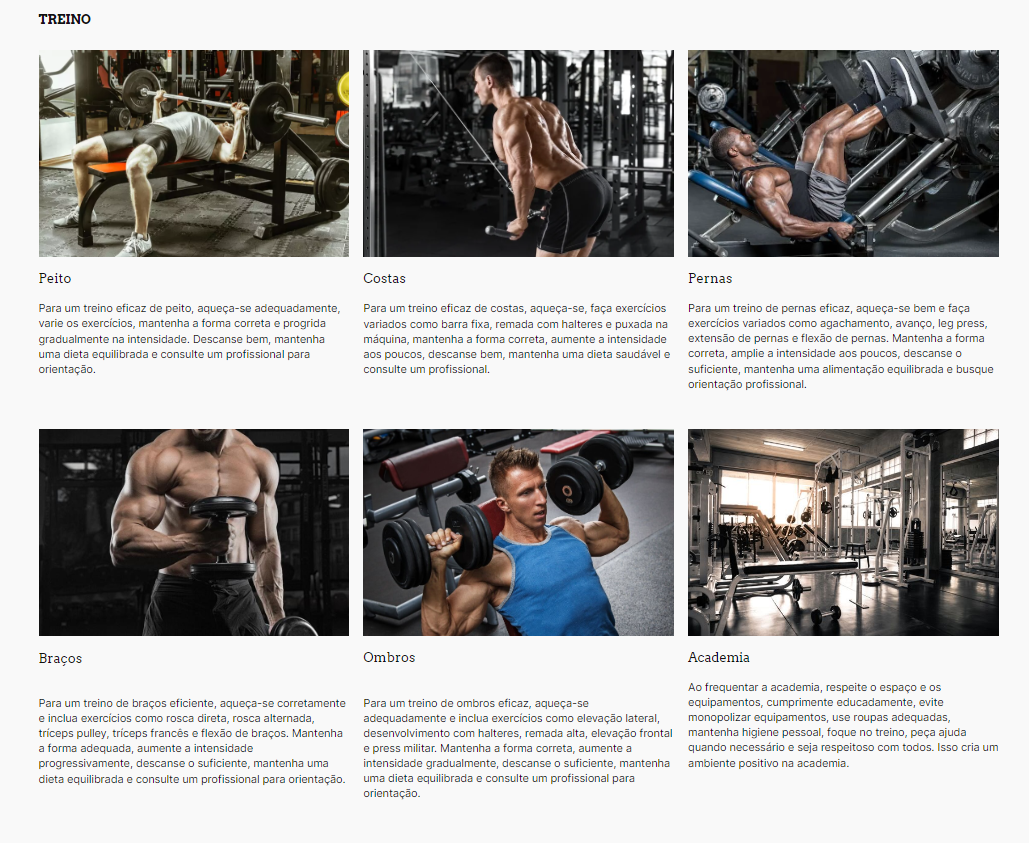 TREINO
Peito
Para um treino eficaz de peito, aqueça-se adequadamente,
varie os exercícios, mantenha a forma correta e progrida
gradualmente na intensidade. Descanse bem, mantenha
uma dieta equilibrada e consulte um profissional para
orientação.
Costas
Para um treino eficaz de costas, aqueça-se, faça exercícios
variados como barra fixa, remada com halteres e puxada na
máquina, mantenha a forma correta, aumente a intensidade
aos poucos, descanse bem, mantenha uma dieta saudável e
consulte um profissional.
Pernas
Para um treino de pernas eficaz, aqueça-se bem e faça
exercícios variados como agachamento, avanço, leg press,
extensão de pernas e flexão de pernas. Mantenha a forma
correta, amplie a intensidade aos poucos, descanse o
suficiente, mantenha uma alimentação equilibrada e busque
orientação profissional.
Braços
Para um treino de braços eficiente, aqueça-se corretamente
e inclua exercícios como rosca direta, rosca alternada,
tríceps pulley, tríceps francês e flexão de braços. Mantenha
a forma adequada, aumente a intensidade
progressivamente, descanse o suficiente, mantenha uma
dieta equilibrada e consulte um profissional para orientação.
Ombros
Para um treino de ombros eficaz, aqueça-se
adequadamente e inclua exercícios como elevação lateral,
desenvolvimento com halteres, remada alta, elevação frontal
e press militar. Mantenha a forma correta, aumente a
intensidade gradualmente, descanse o suficiente, mantenha
uma dieta equilibrada e consulte um profissional para
orientação.
Academia
Ao frequentar a academia, respeite o espaço e os
equipamentos, cumprimente educadamente, evite
monopolizar equipamentos, use roupas adequadas,
mantenha higiene pessoal, foque no treino, peça ajuda
quando necessário e seja respeitoso com todos. Isso cria um
ambiente positivo na academia.